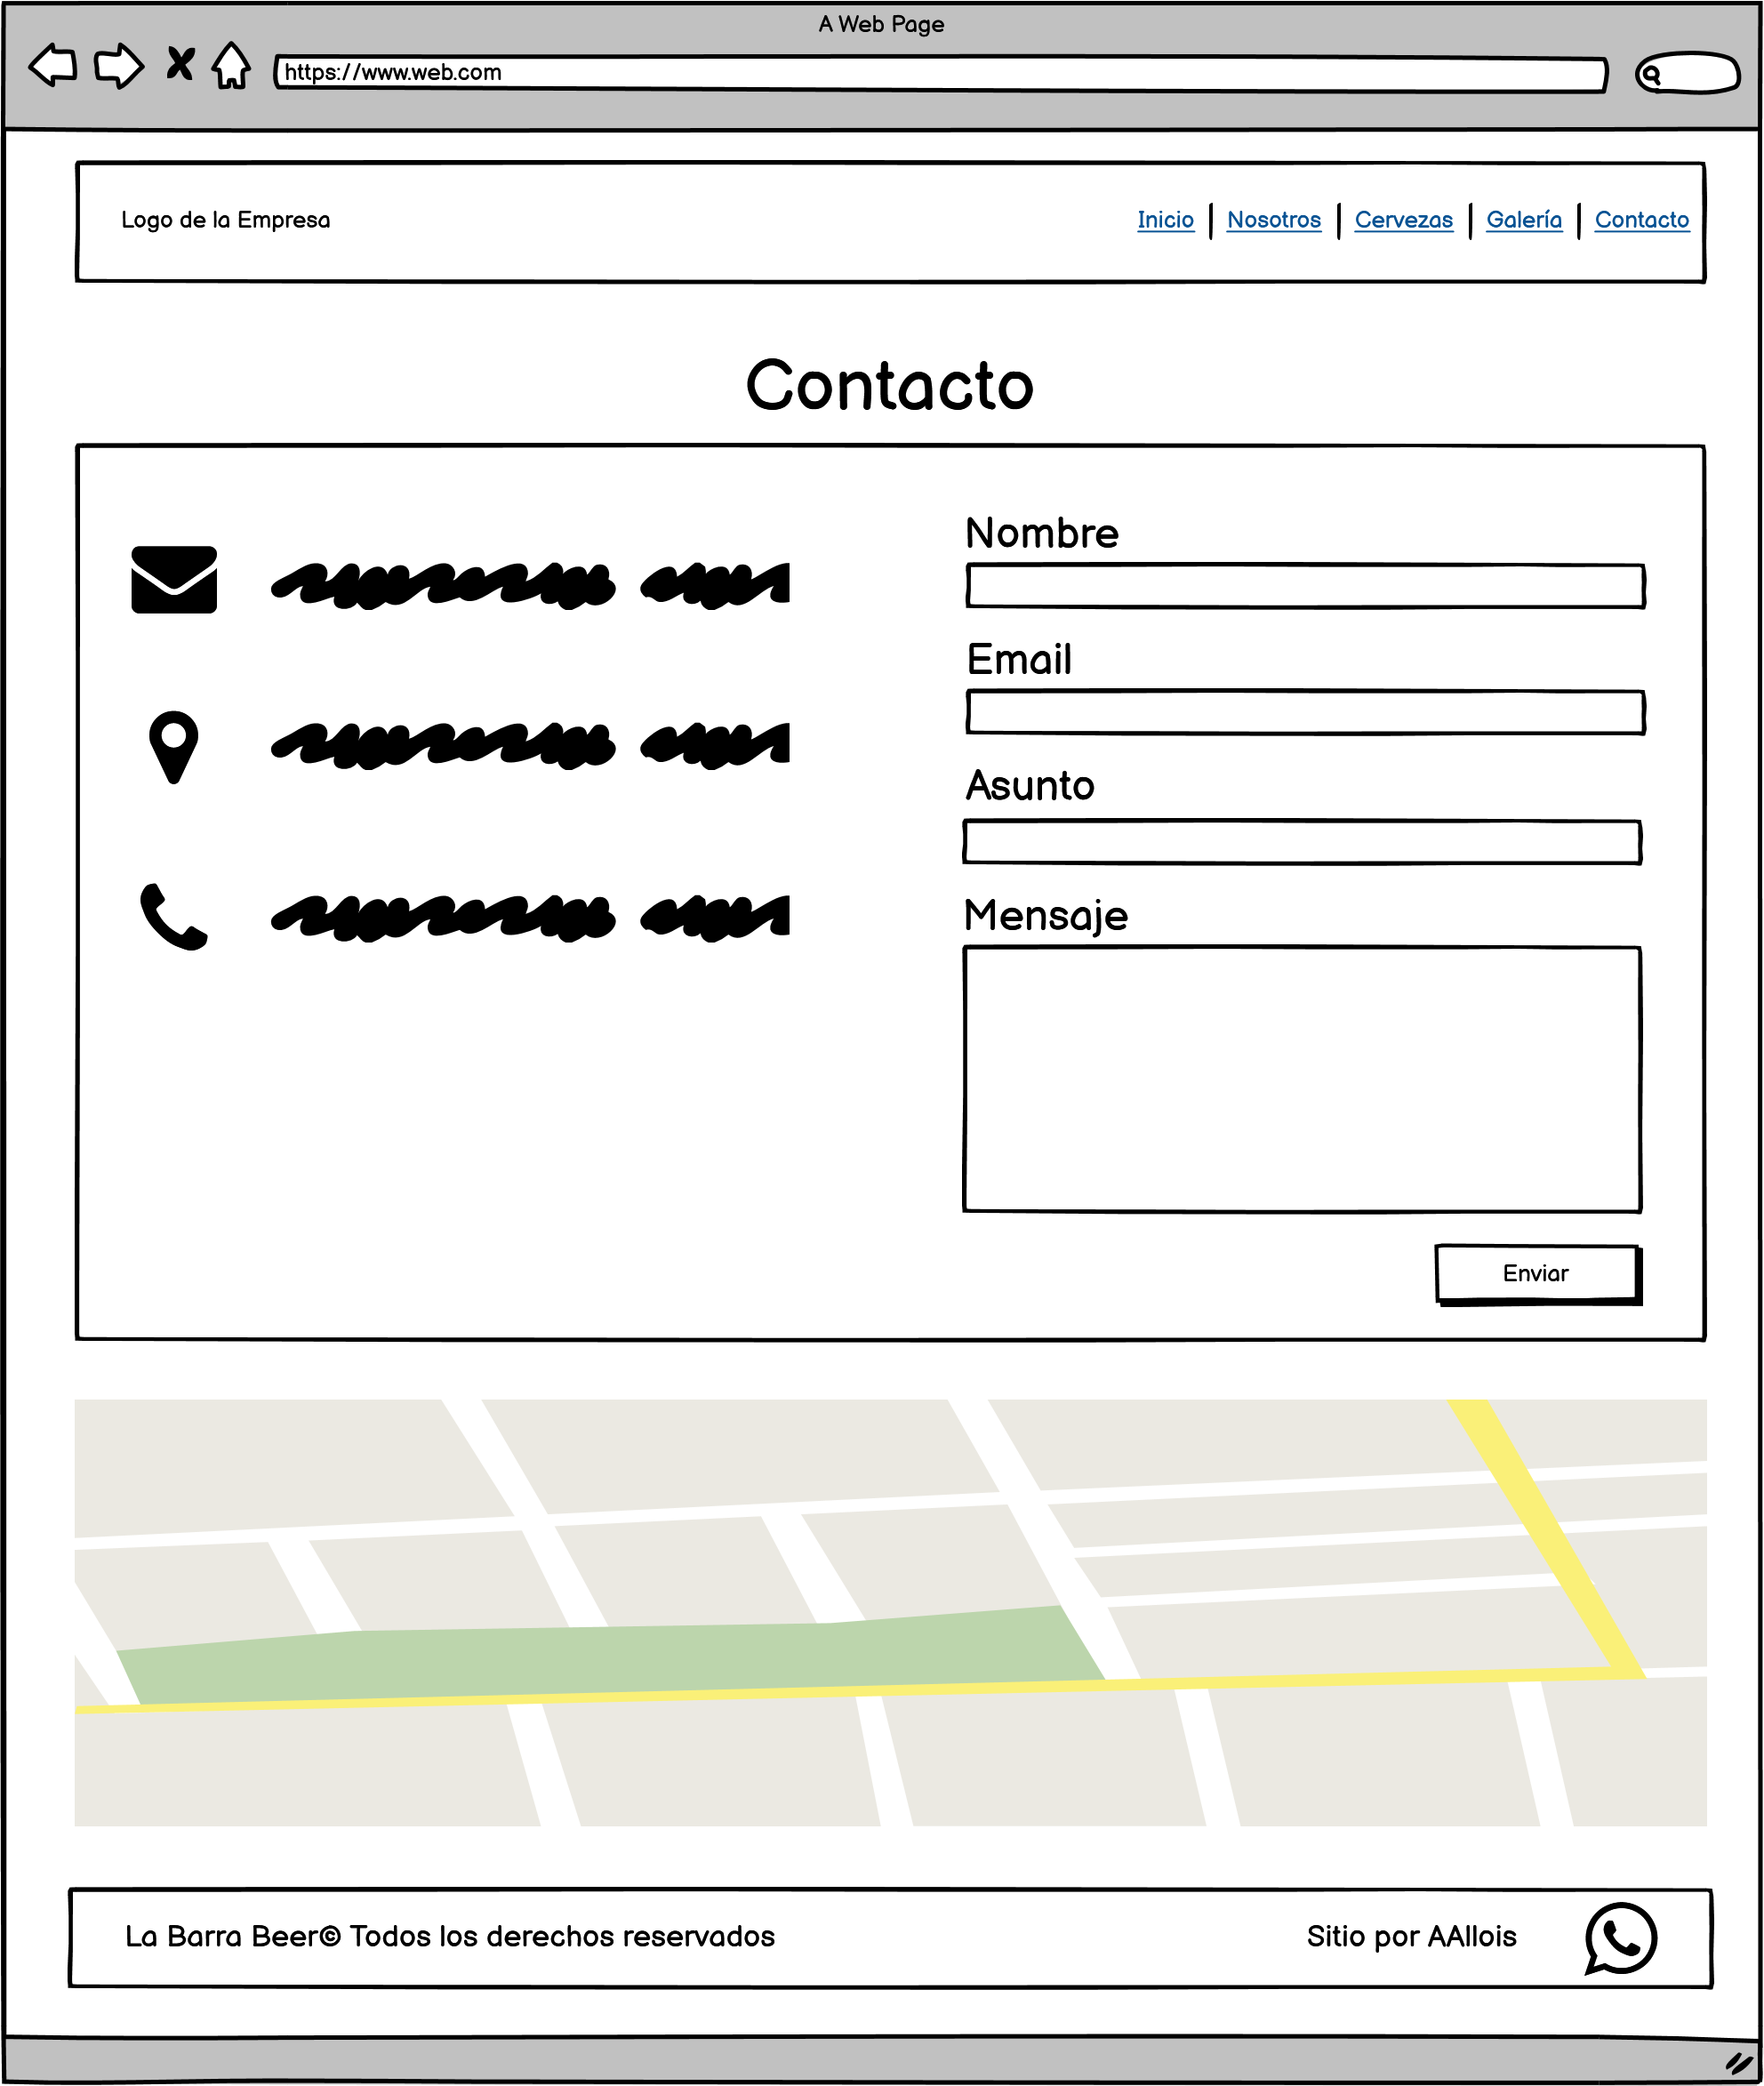 A Web Page
https://www.web.com
Logo de la Empresa
Inicio | Nosotros | Cervezas | Galería | Contacto
Contacto
Nombre
Email
Asunto
Mensaje
Enviar
La Barra Beer© Todos los derechos reservados
Sitio por AAllois